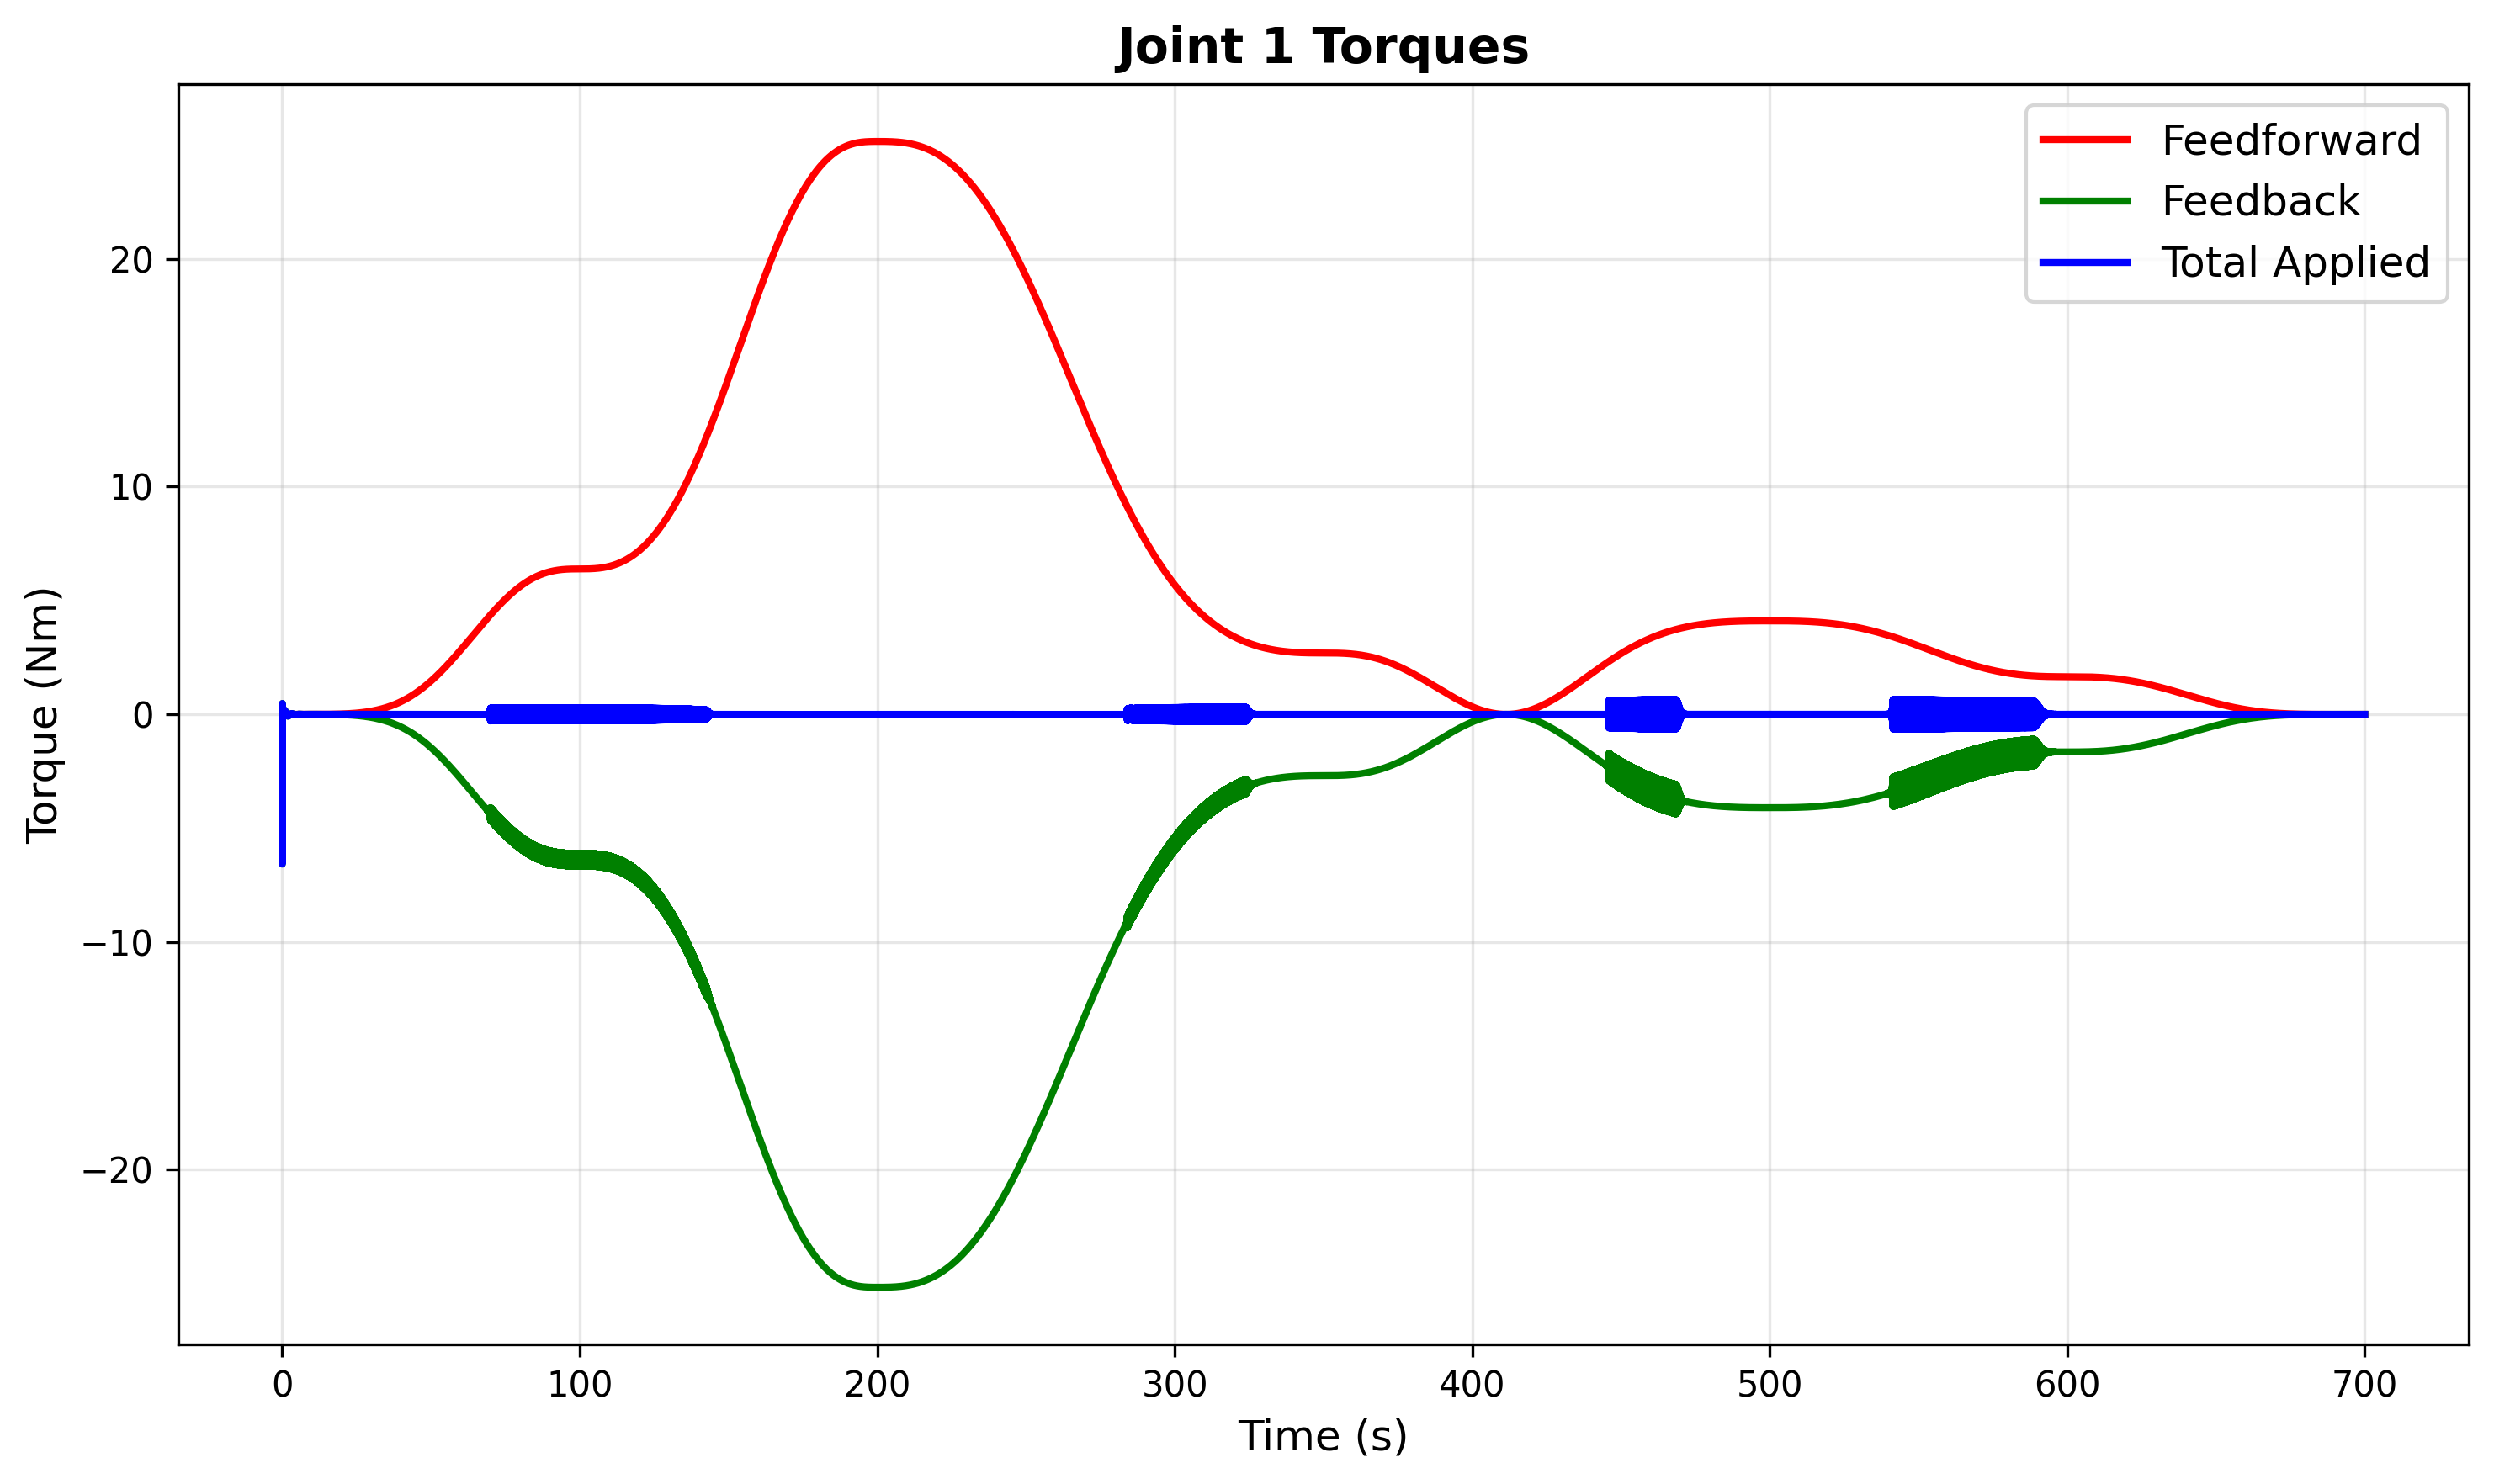 Joint 1 Torques
Feedforward
Feedback
Total Applied
Torque (Nm)
20
10
0
−10
−20
0 100 200 300 400 500 600 700
Time (s)